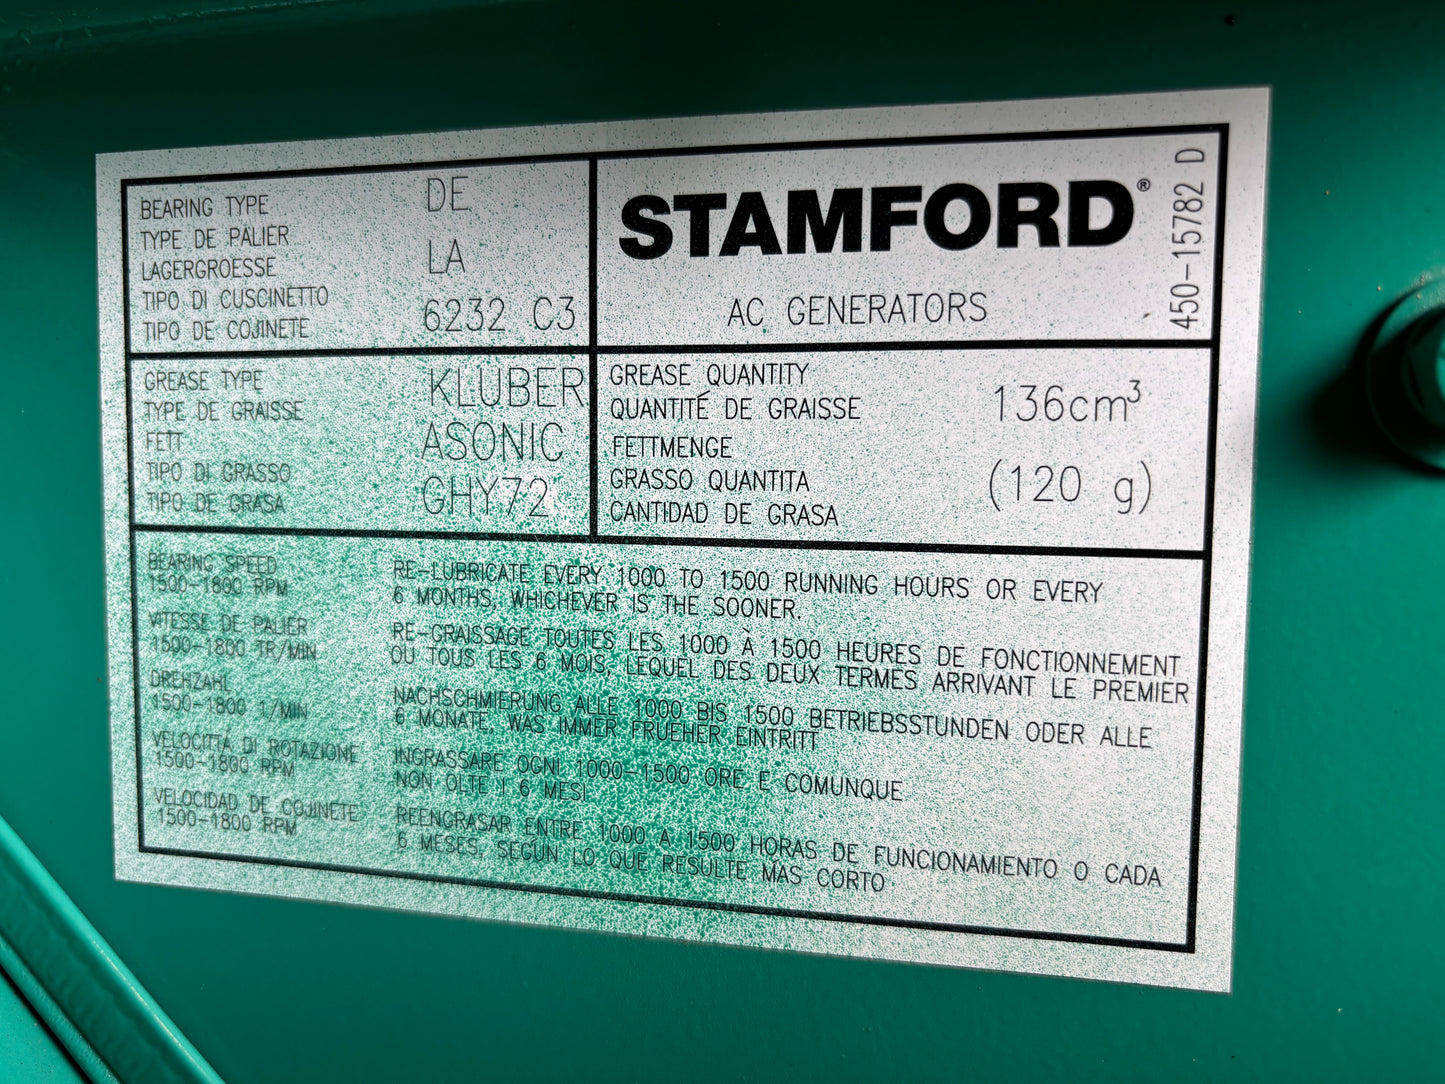 BEARING TYPE
TYPE DE PALIER
LAGERGROESSE
TIPO DI CUSCINETTO
TIPO DE COJINETE
DE
LA
6232 C3
STAMFORD®
AC GENERATORS
450-15782 D
GREASE TYPE
TYPE DE GRAISSE
FETT
TIPO DI GRASSO
TIPO DE GRASA
KLUBER
ASONIC
GHY72
GREASE QUANTITY
QUANTITÉ DE GRAISSE
FETTMENGE
GRASSO QUANTITA
CANTIDAD DE GRASA
136cm³
(120 g)
BEARING SPEED
1500-1800 RPM
RE-LUBRICATE EVERY 1000 TO 1500 RUNNING HOURS OR EVERY
6 MONTHS, WHICHEVER IS THE SOONER.
VITESSE DE PALIER
1500-1800 TR/MIN
RE-GRAISSAGE TOUTES LES 1000 À 1500 HEURES DE FONCTIONNEMENT
OU TOUS LES 6 MOIS, LEQUEL DES DEUX TERMES ARRIVANT LE PREMIER
DREHZAHL
1500-1800 1/MIN
NACHSCHMIERUNG ALLE 1000 BIS 1500 BETRIEBSSTUNDEN ODER ALLE
6 MONATE, WAS IMMER FRUEHER EINTRITT
VELOCITTÁ DI ROTAZIONE
1500-1800 RPM
INGRASSARE OGNI 1000-1500 ORE E COMUNQUE
NON OLTE I 6 MESI
VELOCIDAD DE COJINETE
1500-1800 RPM
REENGRASAR ENTRE 1000 A 1500 HORAS DE FUNCIONAMIENTO O CADA
6 MESES, SEGUN LO QUE RESULTE MÁS CORTO